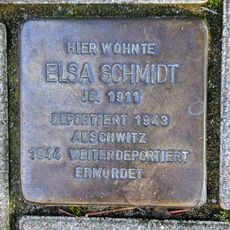 HIER WOHNTE
ELSA SCHMIDT
JG. 1911
DEPORTIERT 1943
AUSCHWITZ
1944 WEITERDEPORTIERT
ERMORDET